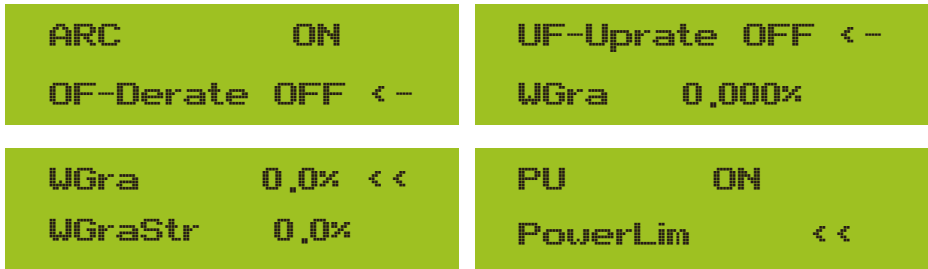 ARC ON
OF-Derate OFF <-
UF-Uprate OFF <-
WGra 0.000%
WGra 0.0% <<
WGraStr 0.0%
PU ON
PowerLim <<